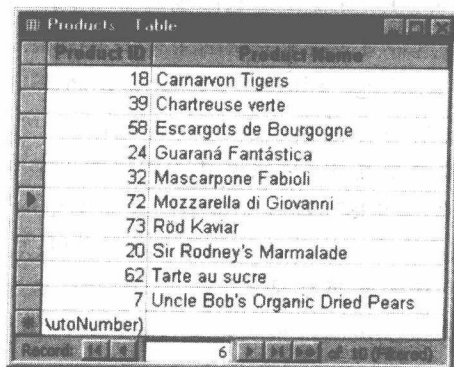 Products Table
Product ID Product Name
18 Carnarvon Tigers
39 Chartreuse verte
58 Escargots de Bourgogne
24 Guaraná Fantástica
32 Mascarpone Fabioli
72 Mozzarella di Giovanni
73 Röd Kaviar
20 Sir Rodney's Marmalade
62 Tarte au sucre
7 Uncle Bob's Organic Dried Pears
\utoNumber)
Record: 6 of 10 (Filtered)